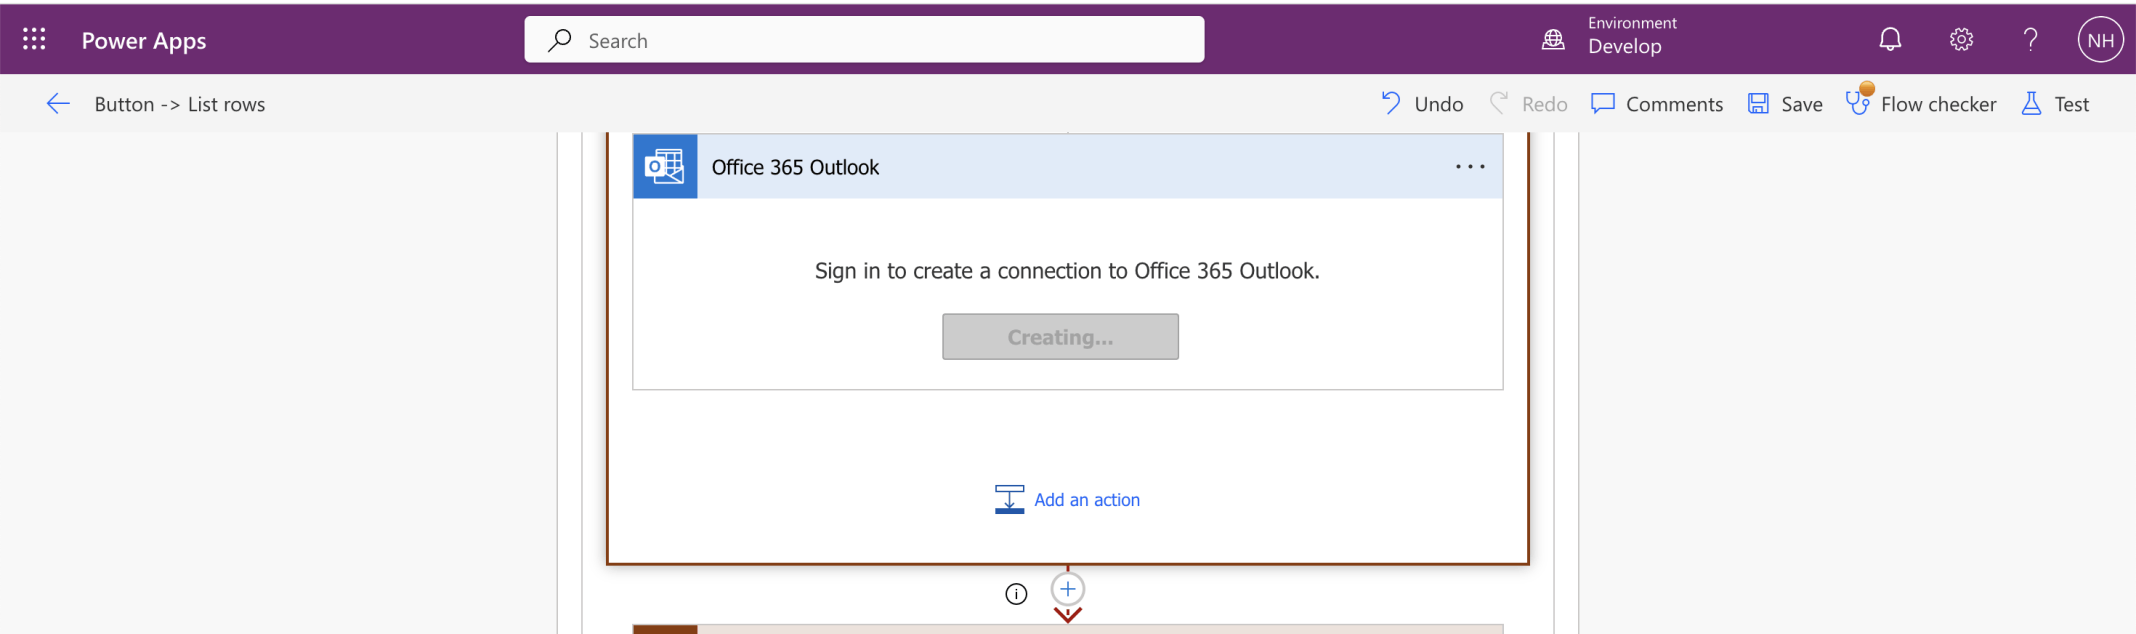 Power Apps
Search
Environment
Develop
NH
Button -> List rows
Undo
Redo
Comments
Save
Flow checker
Test
Office 365 Outlook
Sign in to create a connection to Office 365 Outlook.
Creating...
Add an action